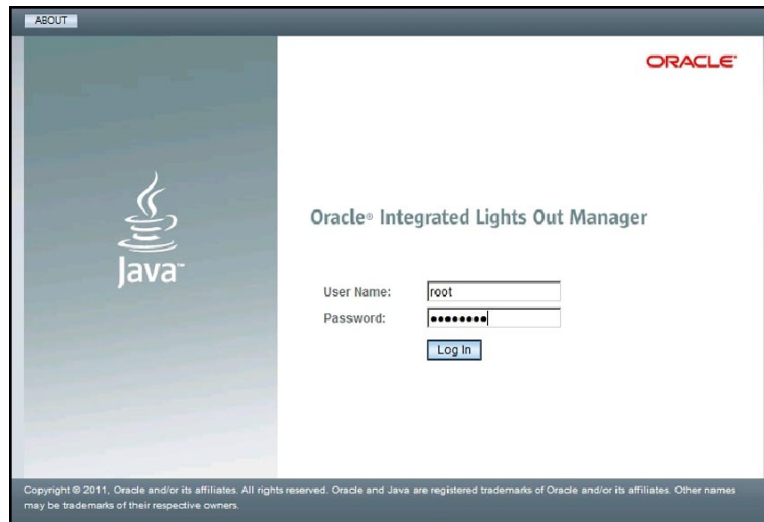 ABOUT
ORACLE®
Java™
Oracle® Integrated Lights Out Manager
User Name: root
Password: ••••••••
Log In
Copyright © 2011, Oracle and/or its affiliates. All rights reserved. Oracle and Java are registered trademarks of Oracle and/or its affiliates. Other names
may be trademarks of their respective owners.